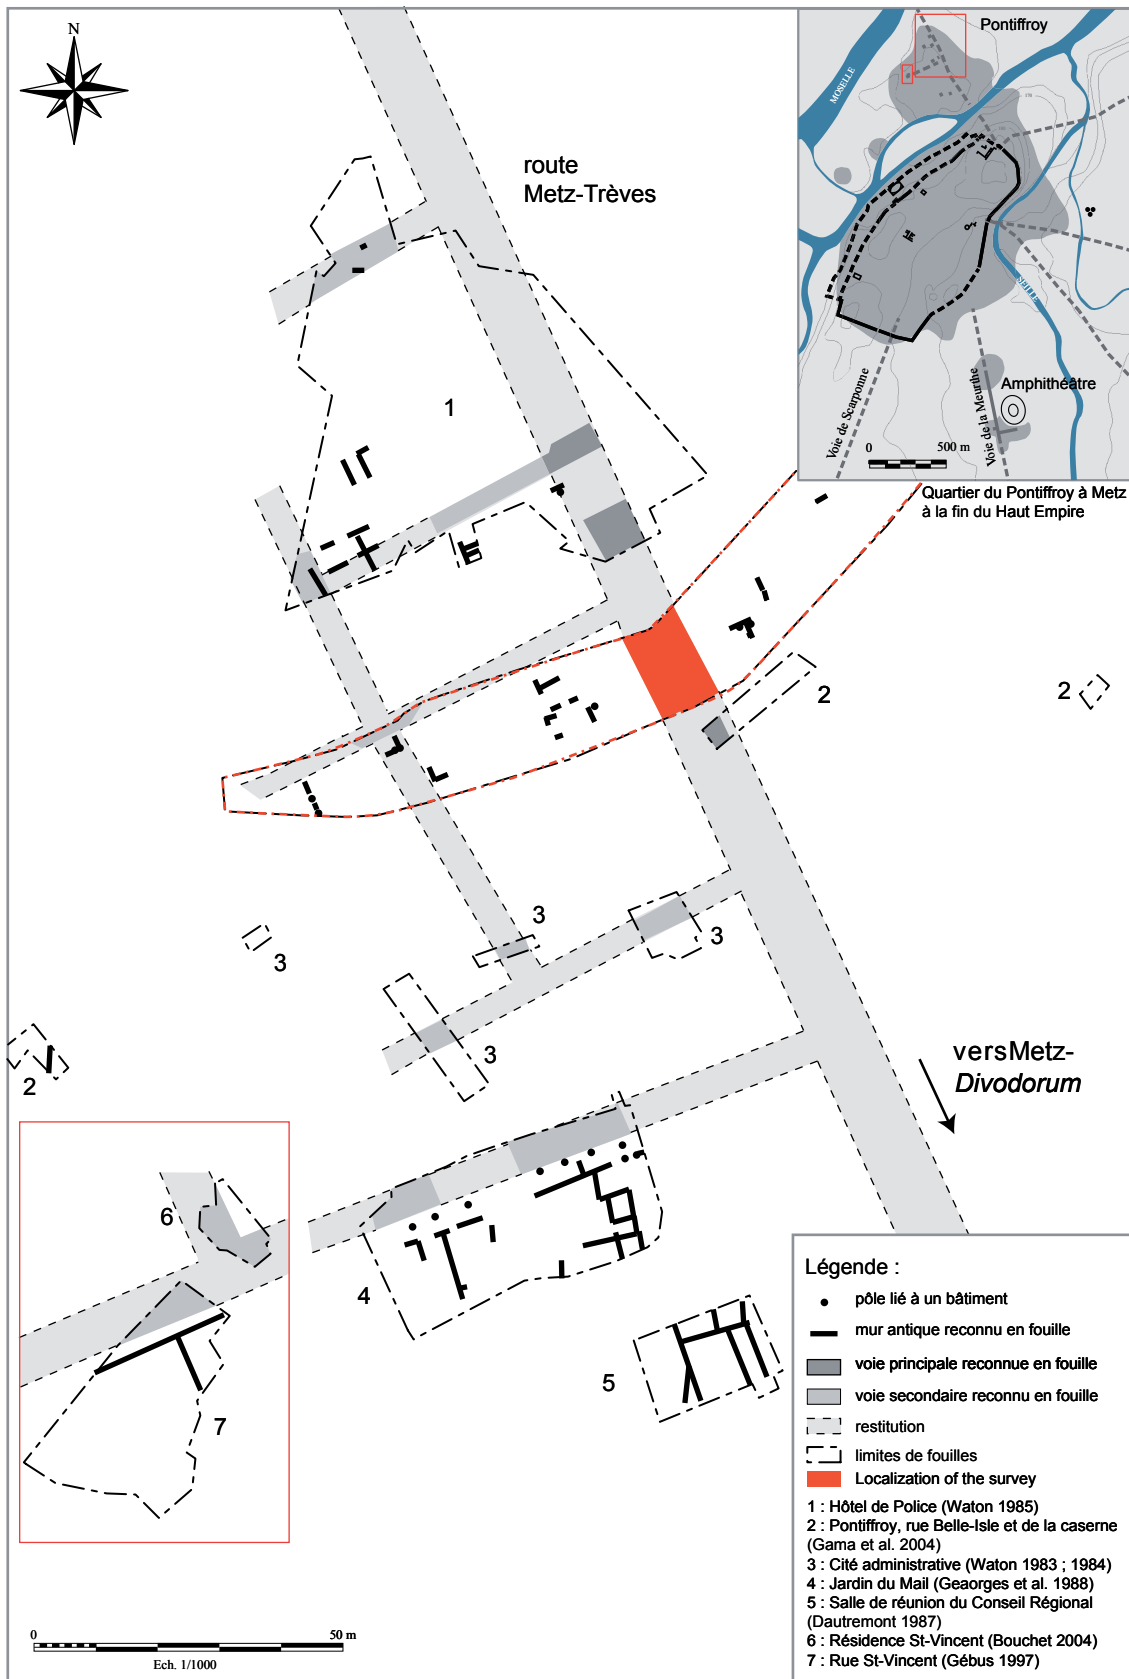 N
route
Metz-Trèves
Pontiffroy
MOSELLE
SEILLE
Amphithéâtre
Voie de Scarponne
Voie de la Meurthe
0 500 m
Quartier du Pontiffroy à Metz
à la fin du Haut Empire
1
2
2
3
3
3
3
2
versMetz-
Divodorum
6
4
7
5
Légende :
pôle lié à un bâtiment
mur antique reconnu en fouille
voie principale reconnue en fouille
voie secondaire reconnu en fouille
restitution
limites de fouilles
Localization of the survey
1 : Hôtel de Police (Waton 1985)
2 : Pontiffroy, rue Belle-Isle et de la caserne
(Gama et al. 2004)
3 : Cité administrative (Waton 1983 ; 1984)
4 : Jardin du Mail (Geaorges et al. 1988)
5 : Salle de réunion du Conseil Régional
(Dautremont 1987)
6 : Résidence St-Vincent (Bouchet 2004)
7 : Rue St-Vincent (Gébus 1997)
0 50 m
Ech. 1/1000